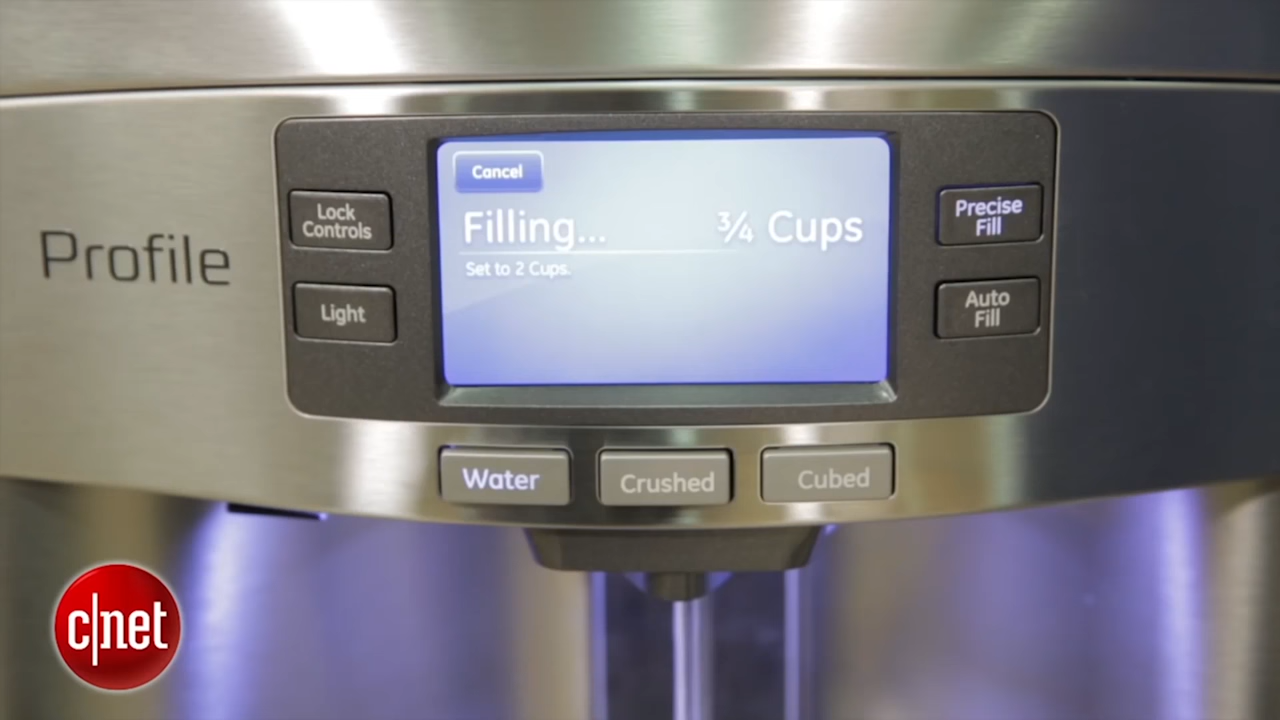 Cancel
Filling... ¾ Cups
Set to 2 Cups.
Lock
Controls
Light
Precise
Fill
Auto
Fill
Profile
Water
Crushed
Cubed
c|net